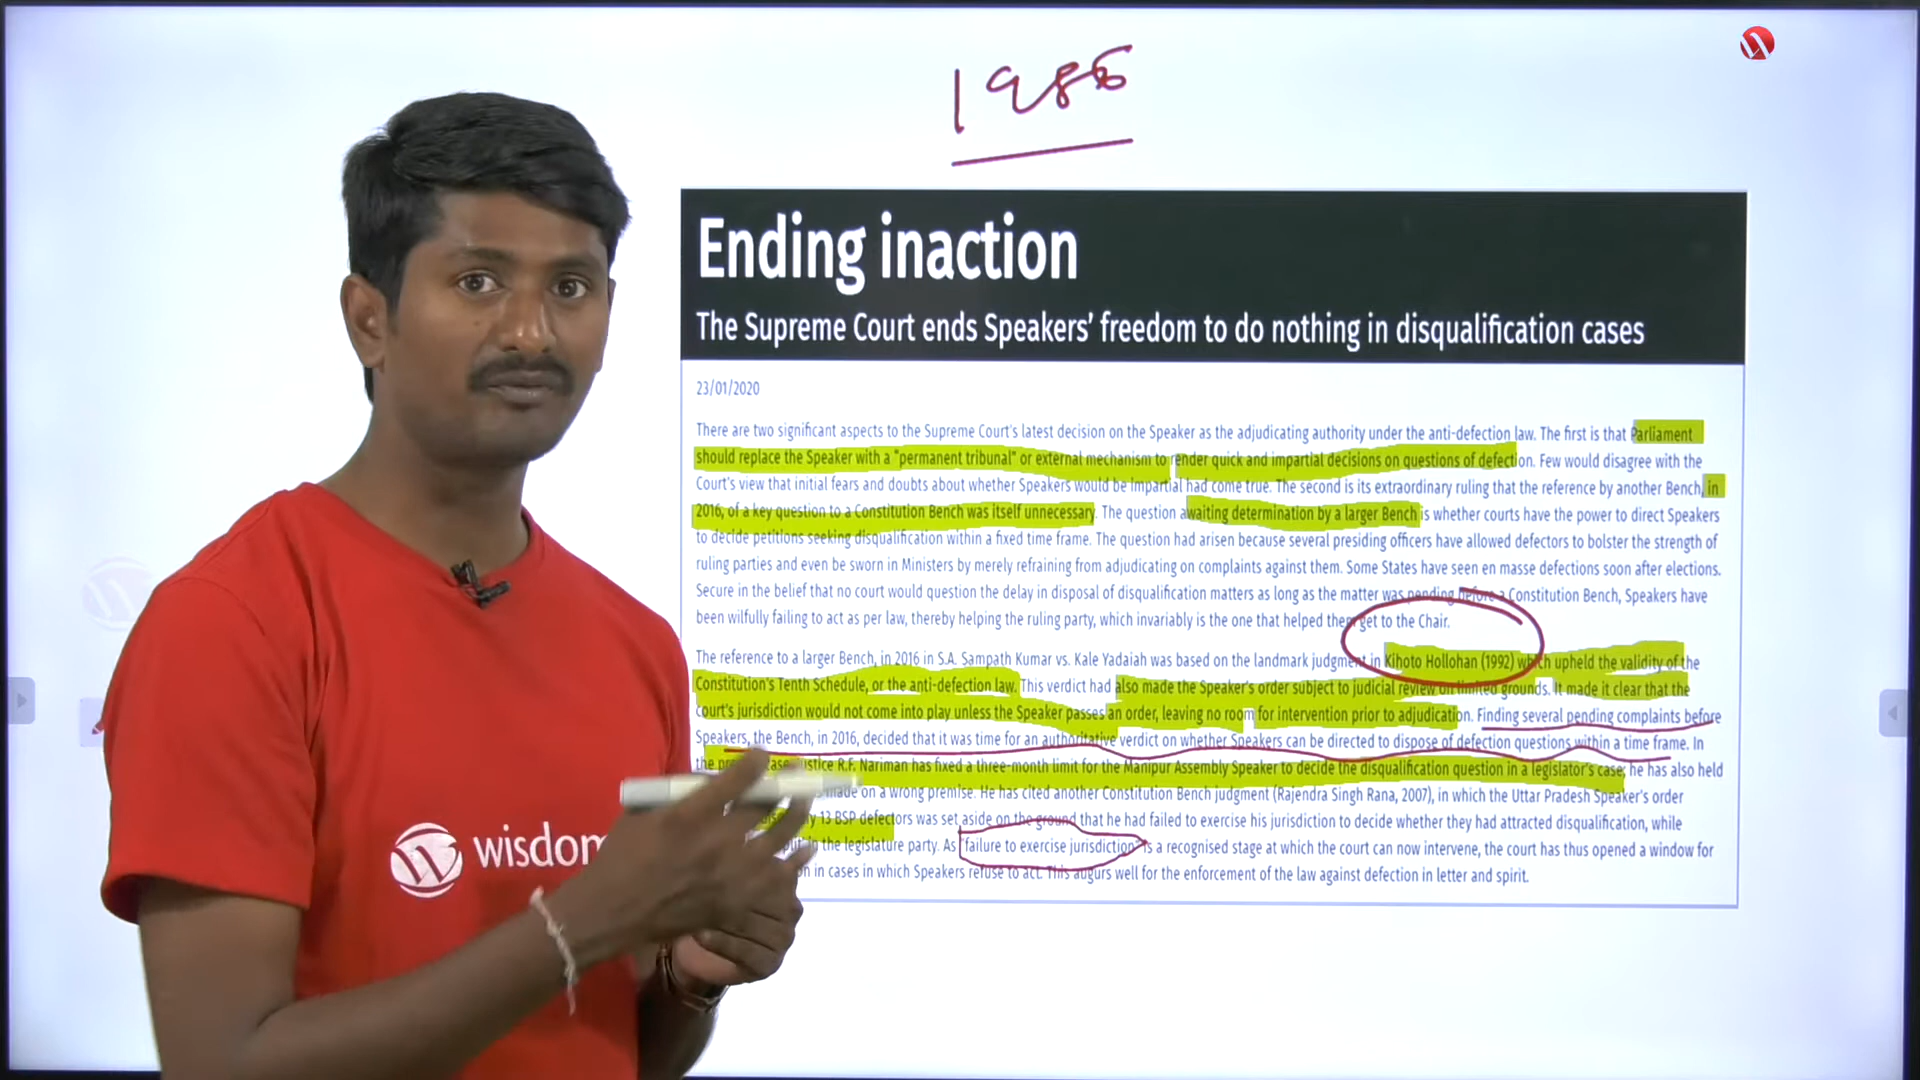 1985
Ending inaction
The Supreme Court ends Speakers' freedom to do nothing in disqualification cases
23/01/2020
There are two significant aspects to the Supreme Court's latest decision on the Speaker as the adjudicating authority under the anti-defection law. The first is that Parliament
should replace the Speaker with a "permanent tribunal" or external mechanism to render quick and impartial decisions on questions of defection. Few would disagree with the
Court's view that initial fears and doubts about whether Speakers would be impartial had come true. The second is its extraordinary ruling that the reference by another Bench, in
2016, of a key question to a Constitution Bench was itself unnecessary. The question awaiting determination by a larger Bench is whether courts have the power to direct Speakers
to decide petitions seeking disqualification within a fixed time frame. The question had arisen because several presiding officers have allowed defectors to bolster the strength of
ruling parties and even be sworn in Ministers by merely refraining from adjudicating on complaints against them. Some States have seen en masse defections soon after elections.
Secure in the belief that no court would question the delay in disposal of disqualification matters as long as the matter was pending before a Constitution Bench, Speakers have
been wilfully failing to act as per law, thereby helping the ruling party, which invariably is the one that helped them get to the Chair.
The reference to a larger Bench, in 2016 in S.A. Sampath Kumar vs. Kale Yadaiah was based on the landmark judgment in Kihoto Hollohan (1992) which upheld the validity of the
Constitution's Tenth Schedule, or the anti-defection law. This verdict had also made the Speaker's order subject to judicial review on limited grounds. It made it clear that the
court's jurisdiction would not come into play unless the Speaker passes an order, leaving no room for intervention prior to adjudication. Finding several pending complaints before
Speakers, the Bench, in 2016, decided that it was time for an authoritative verdict on whether Speakers can be directed to dispose of defection questions within a time frame. In
the Justice R.F. Nariman has fixed a three-month limit for the Manipur Assembly Speaker to decide the disqualification question in a legislator's case; he has also held
made on a wrong premise. He has cited another Constitution Bench judgment (Rajendra Singh Rana, 2007), in which the Uttar Pradesh Speaker's order
13 BSP defectors was set aside on the ground that he had failed to exercise his jurisdiction to decide whether they had attracted disqualification, while
in the legislature party. As "failure to exercise jurisdiction" is a recognised stage at which the court can now intervene, the court has thus opened a window for
in cases in which Speakers refuse to act. This augurs well for the enforcement of the law against defection in letter and spirit.
wisdom